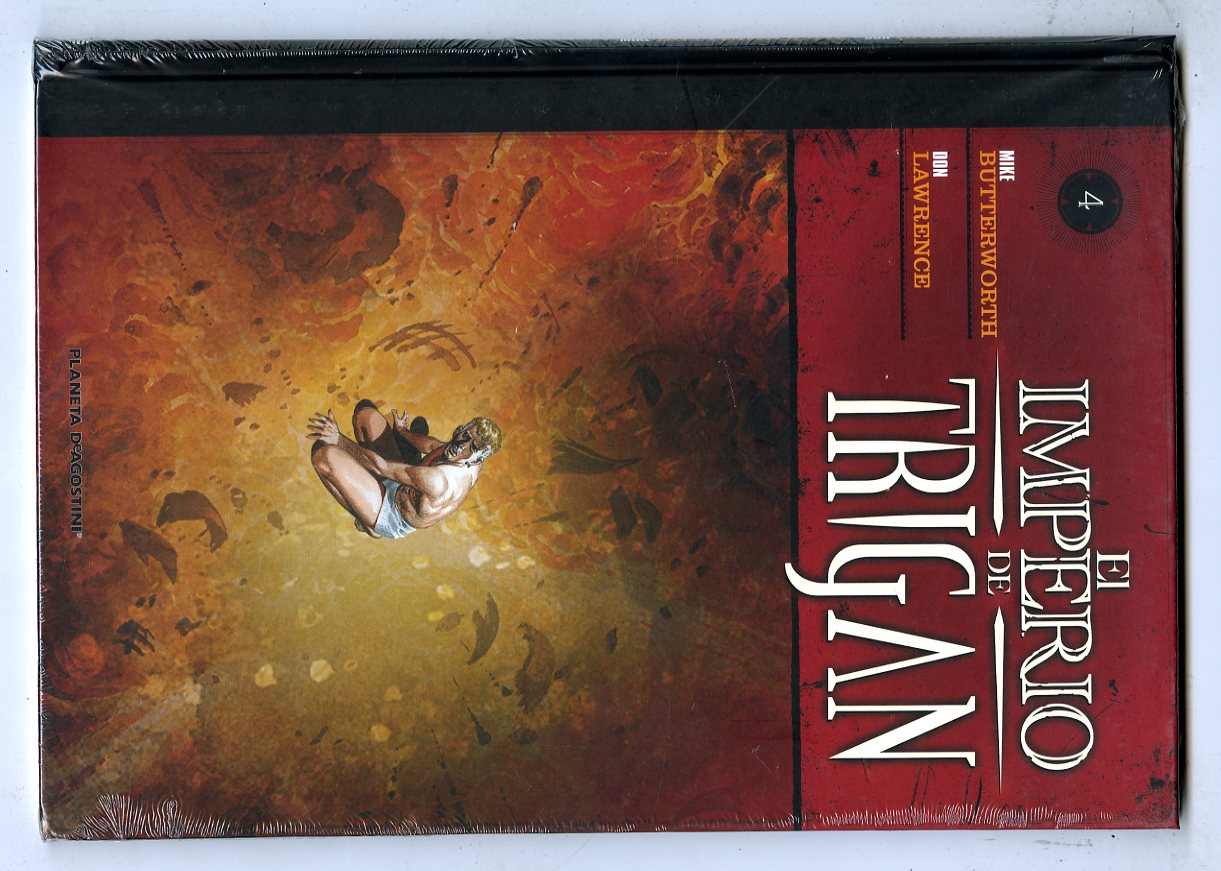 4
MIKE
BUTTERWORTH
DON
LAWRENCE
El
IMPERIO
DE
TRIGAN
PLANETA DeAGOSTINI